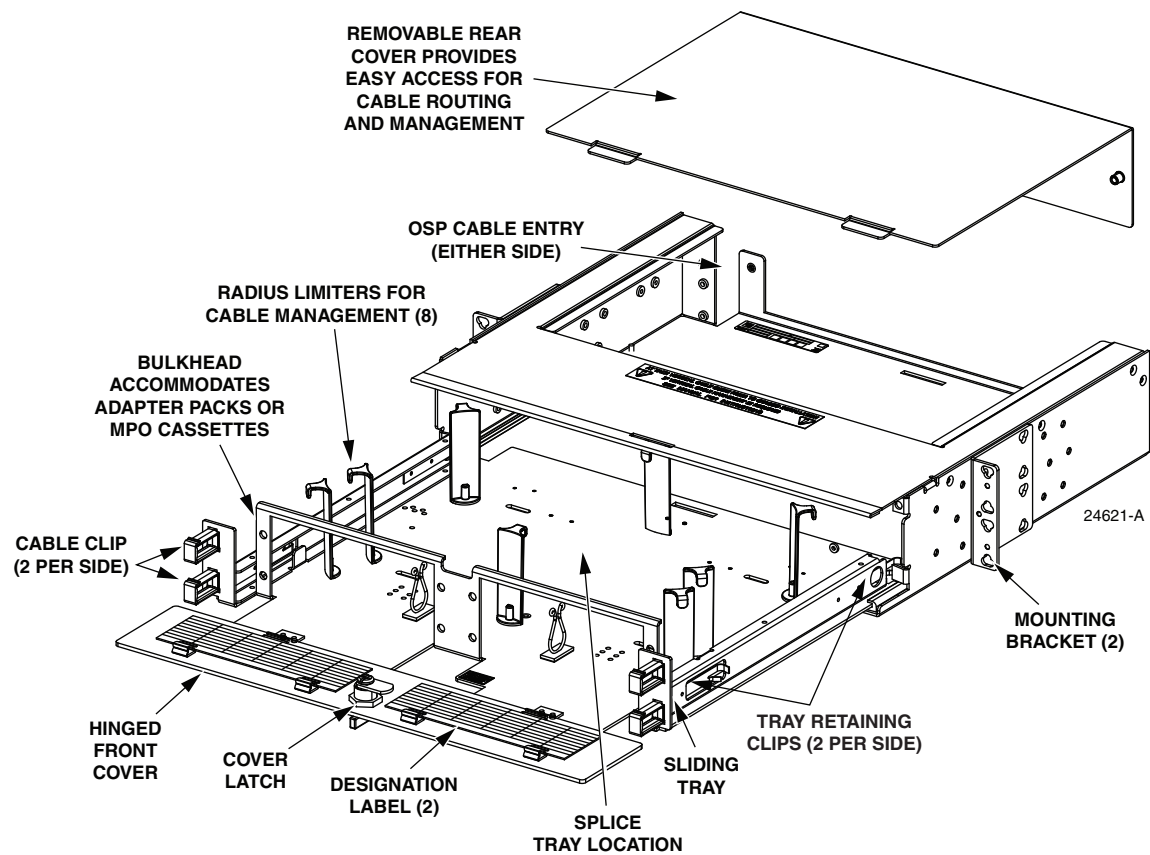 REMOVABLE REAR
COVER PROVIDES
EASY ACCESS FOR
CABLE ROUTING
AND MANAGEMENT
OSP CABLE ENTRY
(EITHER SIDE)
RADIUS LIMITERS FOR
CABLE MANAGEMENT (8)
BULKHEAD
ACCOMMODATES
ADAPTER PACKS OR
MPO CASSETTES
CABLE CLIP
(2 PER SIDE)
24621-A
MOUNTING
BRACKET (2)
HINGED
FRONT
COVER
COVER
LATCH
DESIGNATION
LABEL (2)
SPLICE
TRAY LOCATION
SLIDING
TRAY
TRAY RETAINING
CLIPS (2 PER SIDE)